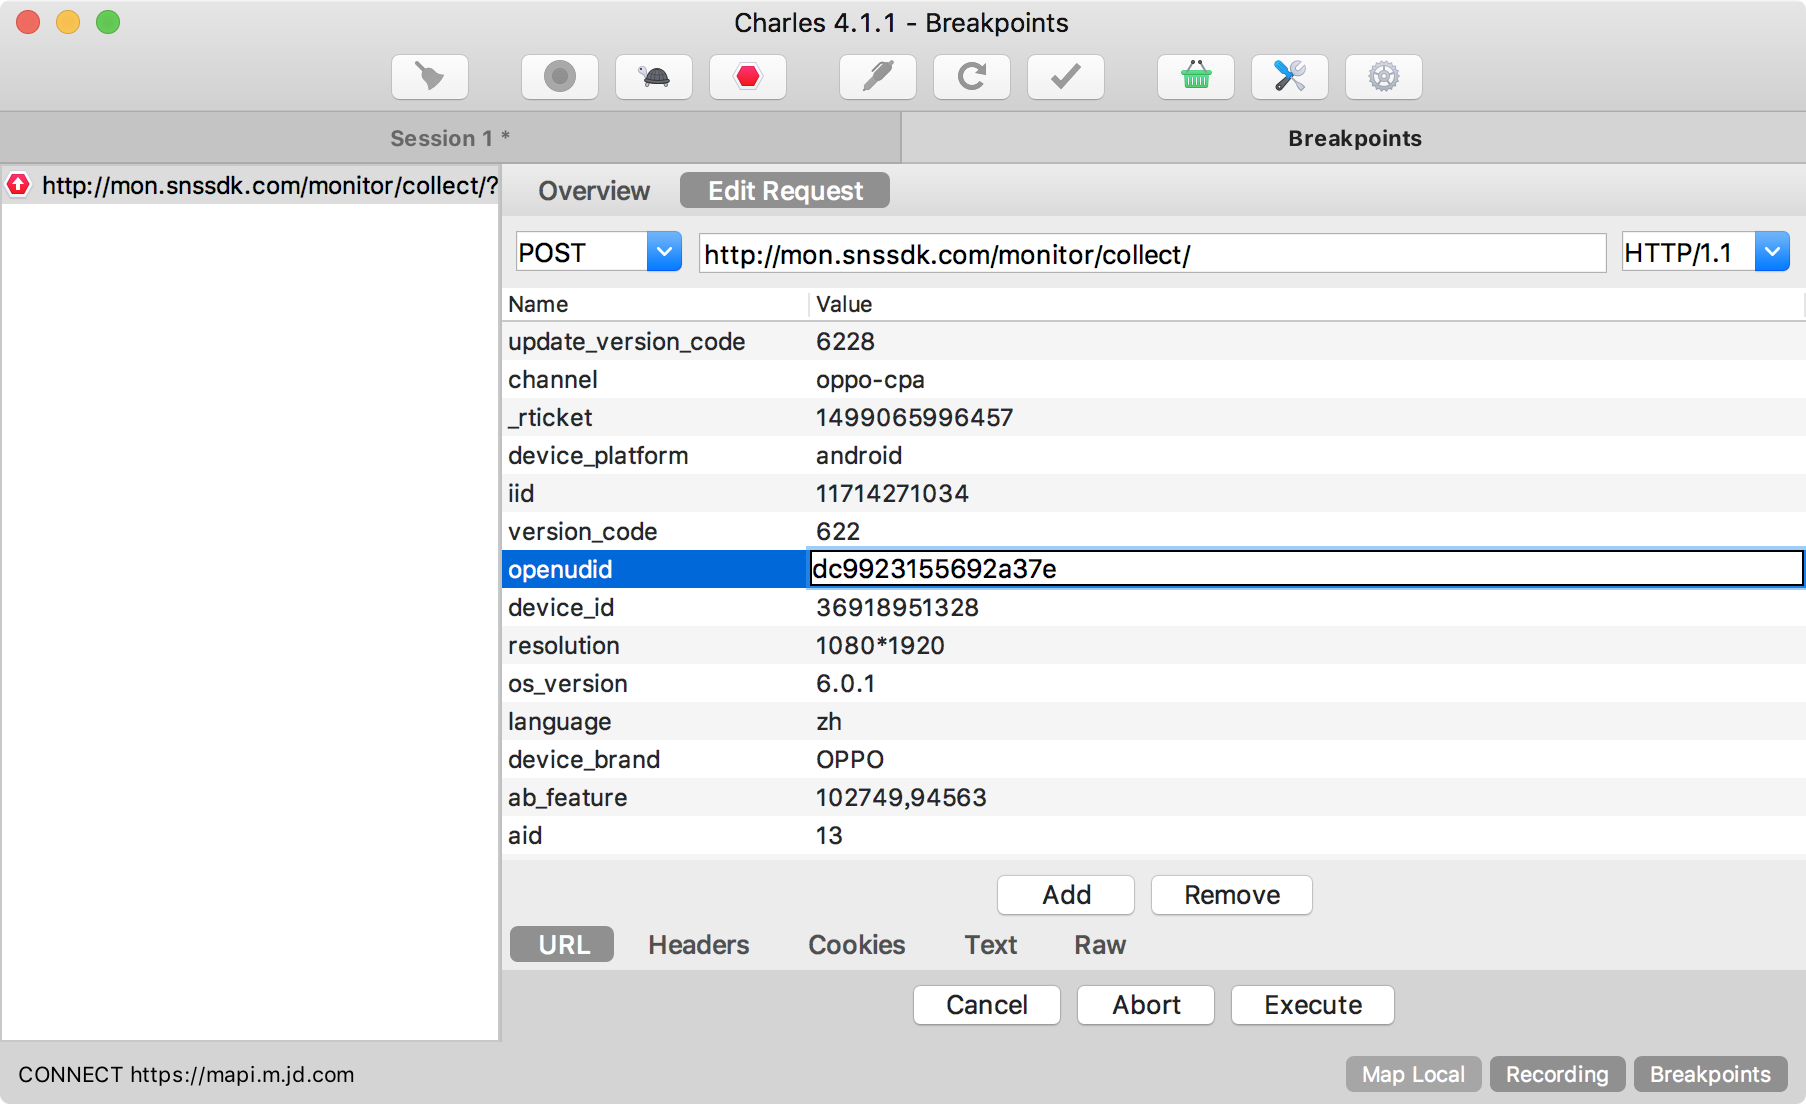 Charles 4.1.1 - Breakpoints
Session 1 *
Breakpoints
http://mon.snssdk.com/monitor/collect/?
Overview
Edit Request
POST
http://mon.snssdk.com/monitor/collect/
HTTP/1.1
Name Value
update_version_code 6228
channel oppo-cpa
_rticket 1499065996457
device_platform android
iid 11714271034
version_code 622
openudid dc9923155692a37e
device_id 36918951328
resolution 1080*1920
os_version 6.0.1
language zh
device_brand OPPO
ab_feature 102749,94563
aid 13
Add Remove
URL Headers Cookies Text Raw
Cancel Abort Execute
CONNECT https://mapi.m.jd.com
Map Local Recording Breakpoints